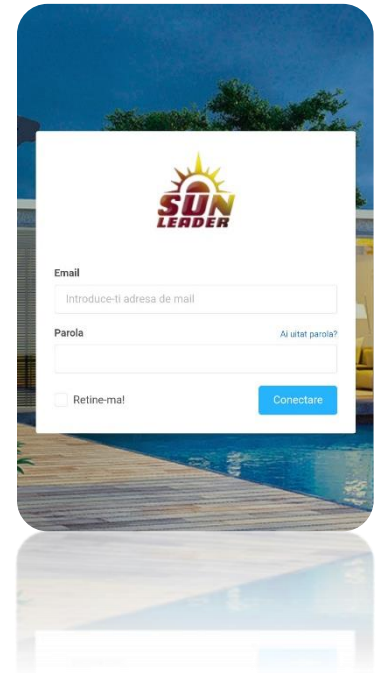 SUN
LEADER
Email
Introduce-ti adresa de mail
Parola
Ai uitat parola?
Retine-ma!
Conectare